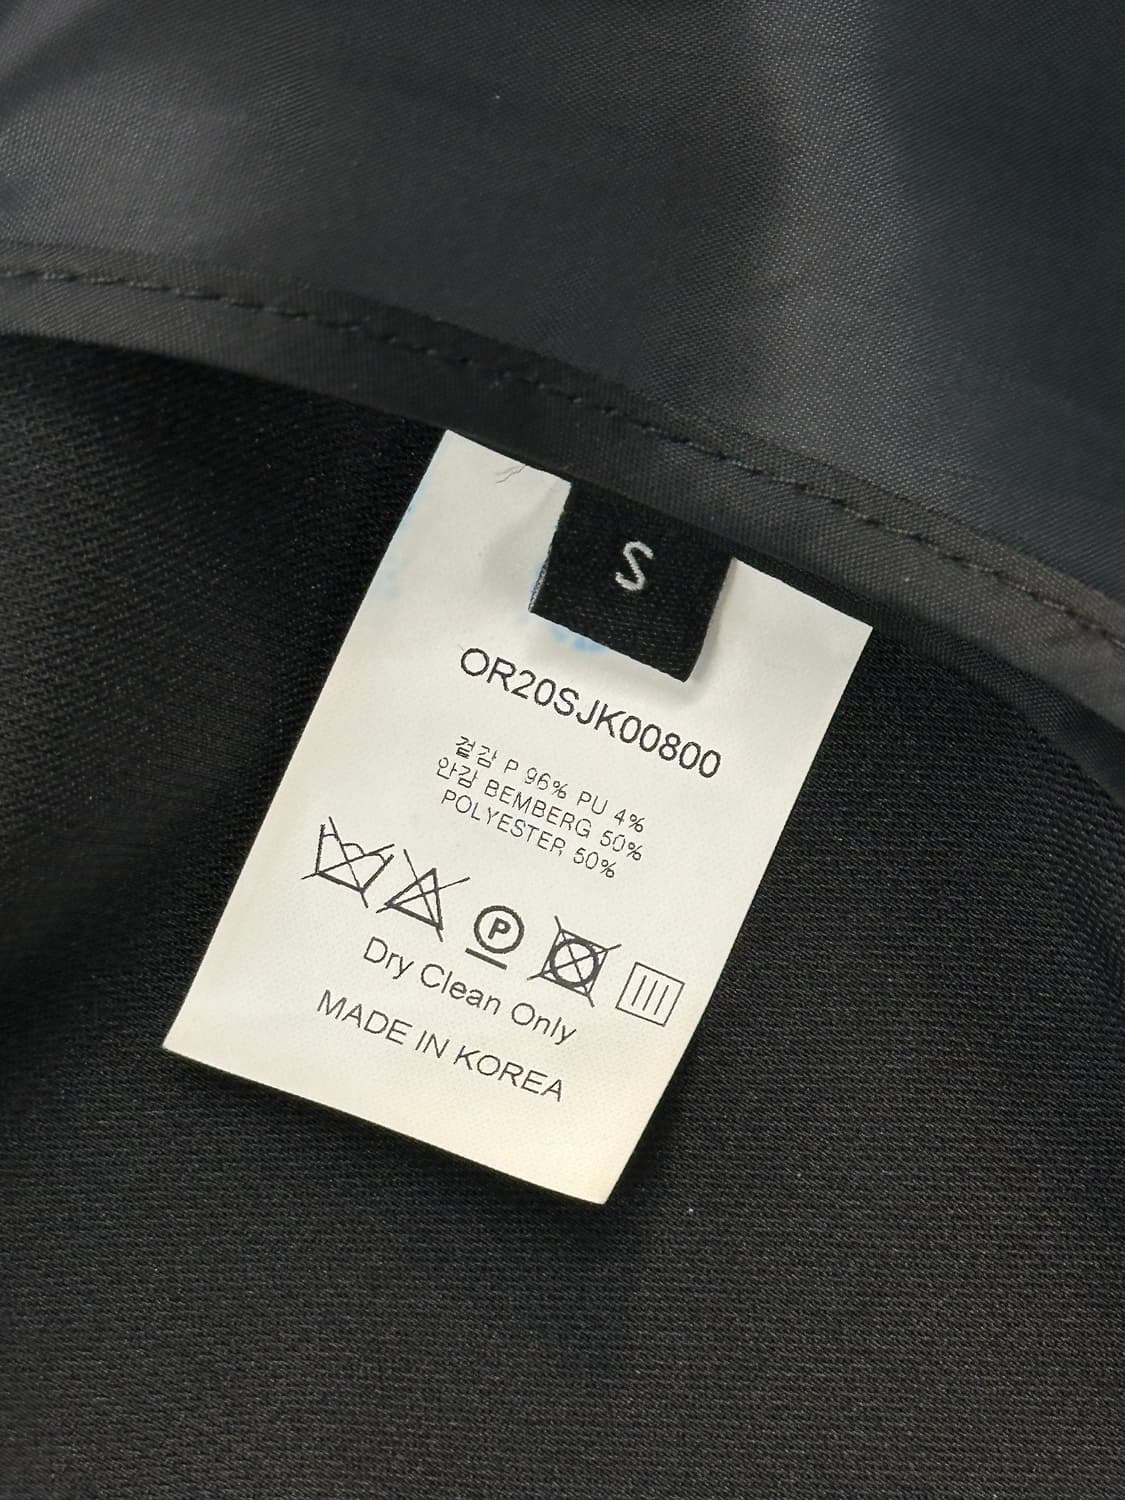 S
OR20SJK00800
겉감 P 96% PU 4%
안감 BEMBERG 50%
POLYESTER 50%
P
Dry Clean Only
MADE IN KOREA